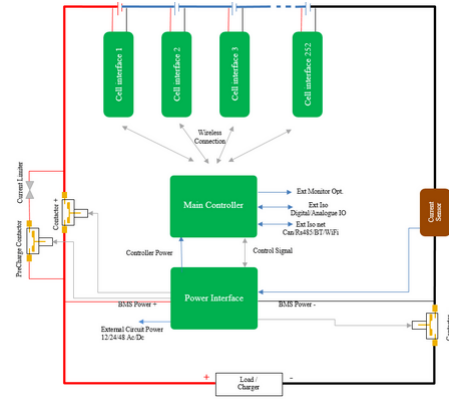 Cell interface 1
Cell interface 2
Cell interface 3
Cell interface 252
Wireless
Connection
Current Limiter
Contactor +
PreCharge Contactor
Main Controller
Ext Monitor Opt.
Ext Iso
Digital/Analogue IO
Ext Iso net
Can/Rs485/BT/WiFi
Current
Sensor
Controller Power
Control Signal
Power Interface
BMS Power +
BMS Power -
External Circuit Power
12/24/48 Ac/Dc
+
Load /
Charger
-